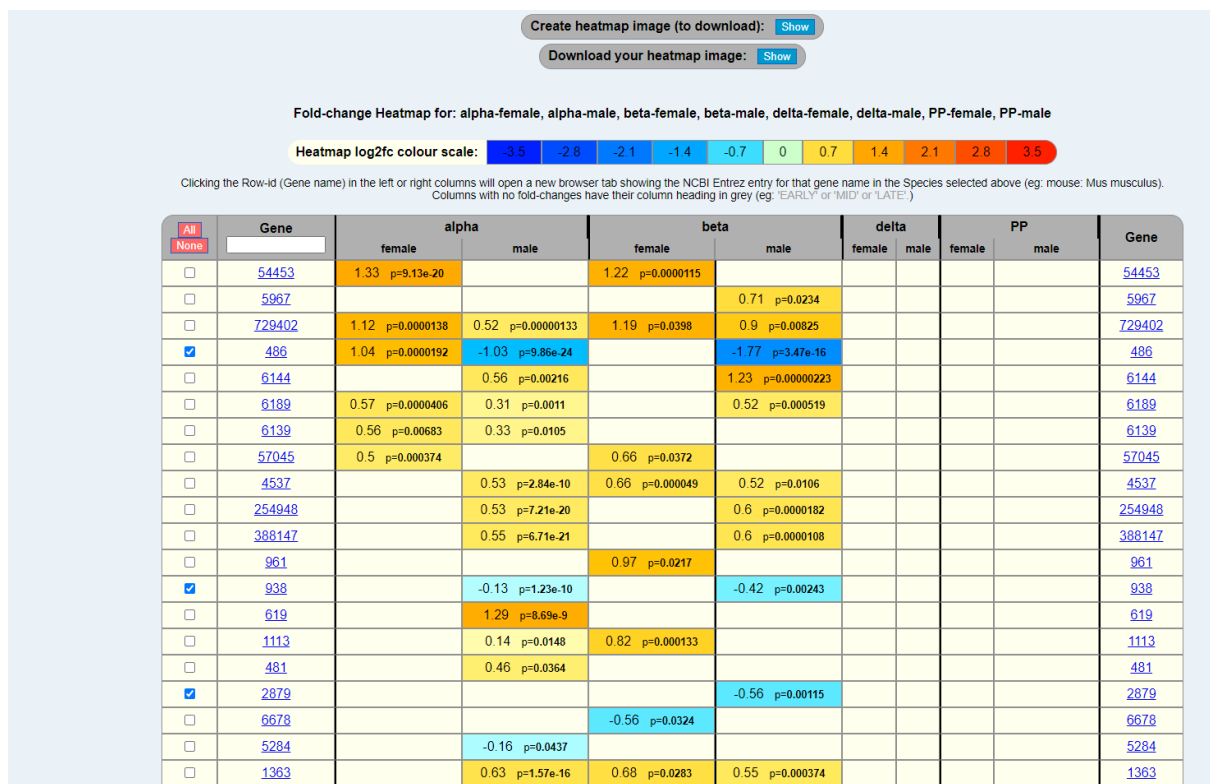 Create heatmap image (to download): Show
Download your heatmap image: Show
Fold-change Heatmap for: alpha-female, alpha-male, beta-female, beta-male, delta-female, delta-male, PP-female, PP-male
Heatmap log2fc colour scale: -3.5 -2.8 -2.1 -1.4 -0.7 0 0.7 1.4 2.1 2.8 3.5
Clicking the Row-id (Gene name) in the left or right columns will open a new browser tab showing the NCBI Entrez entry for that gene name in the Species selected above (eg: mouse: Mus musculus).
Columns with no fold-changes have their column heading in grey (eg: 'EARLY' or 'MID' or 'LATE'.)
All Gene alpha beta delta PP Gene
None female male female male female male female male
54453 1.33 p=9.13e-20 1.22 p=0.0000115 54453
5967 0.71 p=0.0234 5967
729402 1.12 p=0.0000138 0.52 p=0.00000133 1.19 p=0.0398 0.9 p=0.00825 729402
486 1.04 p=0.0000192 -1.03 p=9.86e-24 -1.77 p=3.47e-16 486
6144 0.56 p=0.00216 1.23 p=0.00000223 6144
6189 0.57 p=0.0000406 0.31 p=0.0011 0.52 p=0.000519 6189
6139 0.56 p=0.00683 0.33 p=0.0105 6139
57045 0.5 p=0.000374 0.66 p=0.0372 57045
4537 0.53 p=2.84e-10 0.66 p=0.000049 0.52 p=0.0106 4537
254948 0.53 p=7.21e-20 0.6 p=0.0000182 254948
388147 0.55 p=6.71e-21 0.6 p=0.0000108 388147
961 0.97 p=0.0217 961
938 -0.13 p=1.23e-10 -0.42 p=0.00243 938
619 1.29 p=8.69e-9 619
1113 0.14 p=0.0148 0.82 p=0.000133 1113
481 0.46 p=0.0364 481
2879 -0.56 p=0.00115 2879
6678 -0.56 p=0.0324 6678
5284 -0.16 p=0.0437 5284
1363 0.63 p=1.57e-16 0.68 p=0.0283 0.55 p=0.000374 1363